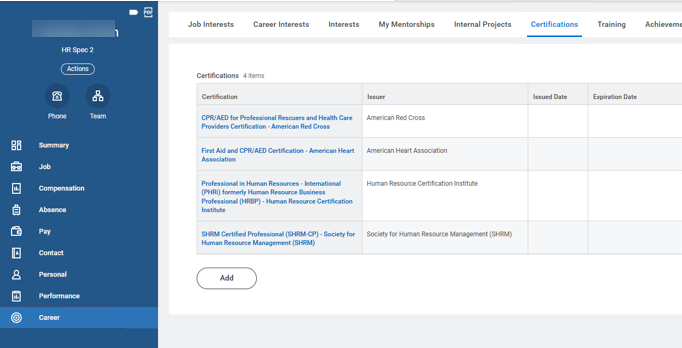 PDF
HR Spec 2
Actions
Phone Team
Summary
Job
Compensation
Absence
Pay
Contact
Personal
Performance
Career
Job Interests Career Interests Interests My Mentorships Internal Projects Certifications Training Achieveme
Certifications 4 items
Certification Issuer Issued Date Expiration Date
CPR/AED for Professional Rescuers and Health Care
Providers Certification - American Red Cross
American Red Cross
First Aid and CPR/AED Certification - American Heart
Association
American Heart Association
Professional in Human Resources - International
(PHRi) formerly Human Resource Business
Professional (HRBP) - Human Resource Certification
Institute
Human Resource Certification Institute
SHRM Certified Professional (SHRM-CP) - Society for
Human Resource Management (SHRM)
Society for Human Resource Management (SHRM)
Add